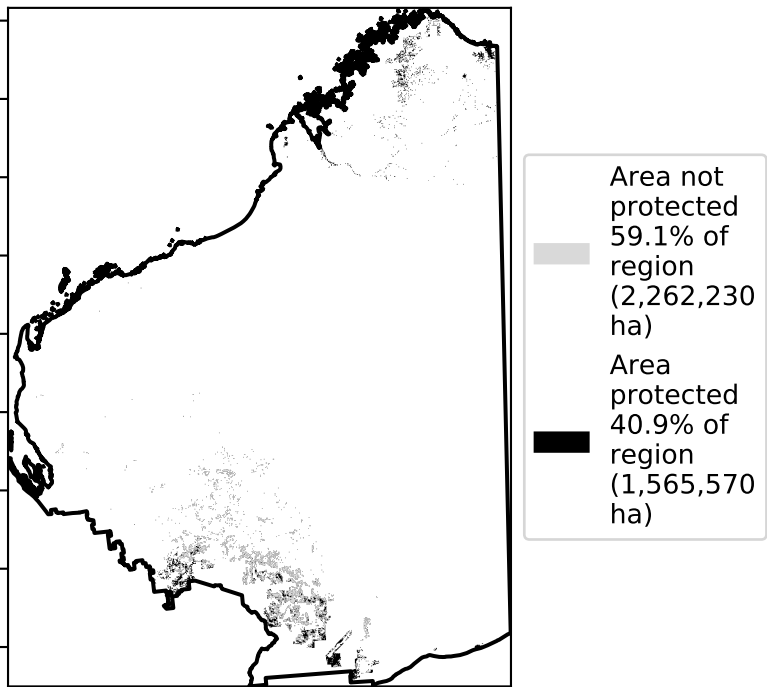 Area not
protected
59.1% of
region
(2,262,230
ha)
Area
protected
40.9% of
region
(1,565,570
ha)